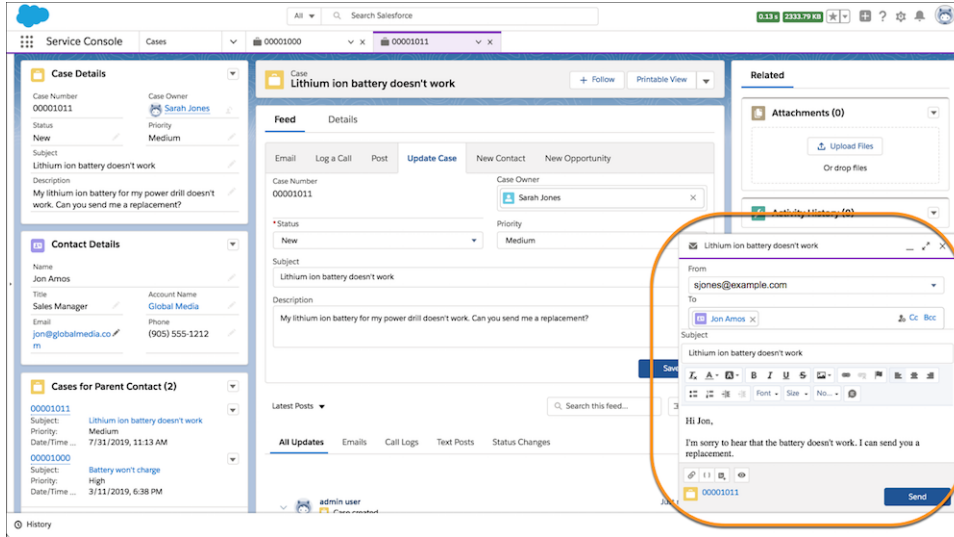 All
Search Salesforce
0.13 s 2333.79 KB
Service Console
Cases
00001000
00001011
Case Details
Case Number
00001011
Case Owner
Sarah Jones
Status
New
Priority
Medium
Subject
Lithium ion battery doesn't work
Description
My lithium ion battery for my power drill doesn't
work. Can you send me a replacement?
Contact Details
Name
Jon Amos
Title
Sales Manager
Account Name
Global Media
Email
jon@globalmedia.co
m
Phone
(905) 555-1212
Cases for Parent Contact (2)
00001011
Subject: Lithium ion battery doesn't work
Priority: Medium
Date/Time ... 7/31/2019, 11:13 AM
00001000
Subject: Battery won't charge
Priority: High
Date/Time ... 3/11/2019, 6:38 PM
History
Case
Lithium ion battery doesn't work
+ Follow
Printable View
Feed
Details
Email
Log a Call
Post
Update Case
New Contact
New Opportunity
Case Number
00001011
Case Owner
Sarah Jones
*Status
New
Priority
Medium
Subject
Lithium ion battery doesn't work
Description
My lithium ion battery for my power drill doesn't work. Can you send me a replacement?
Save
Latest Posts
Search this feed...
All Updates
Emails
Call Logs
Text Posts
Status Changes
admin user
Case created
Just
Related
Attachments (0)
Upload Files
Or drop files
Activity History (0)
Lithium ion battery doesn't work
From
sjones@example.com
To
Jon Amos
Cc Bcc
Subject
Lithium ion battery doesn't work
B I U S
Font
Size
No...
Hi Jon,
I'm sorry to hear that the battery doesn't work. I can send you a
replacement.
00001011
Send